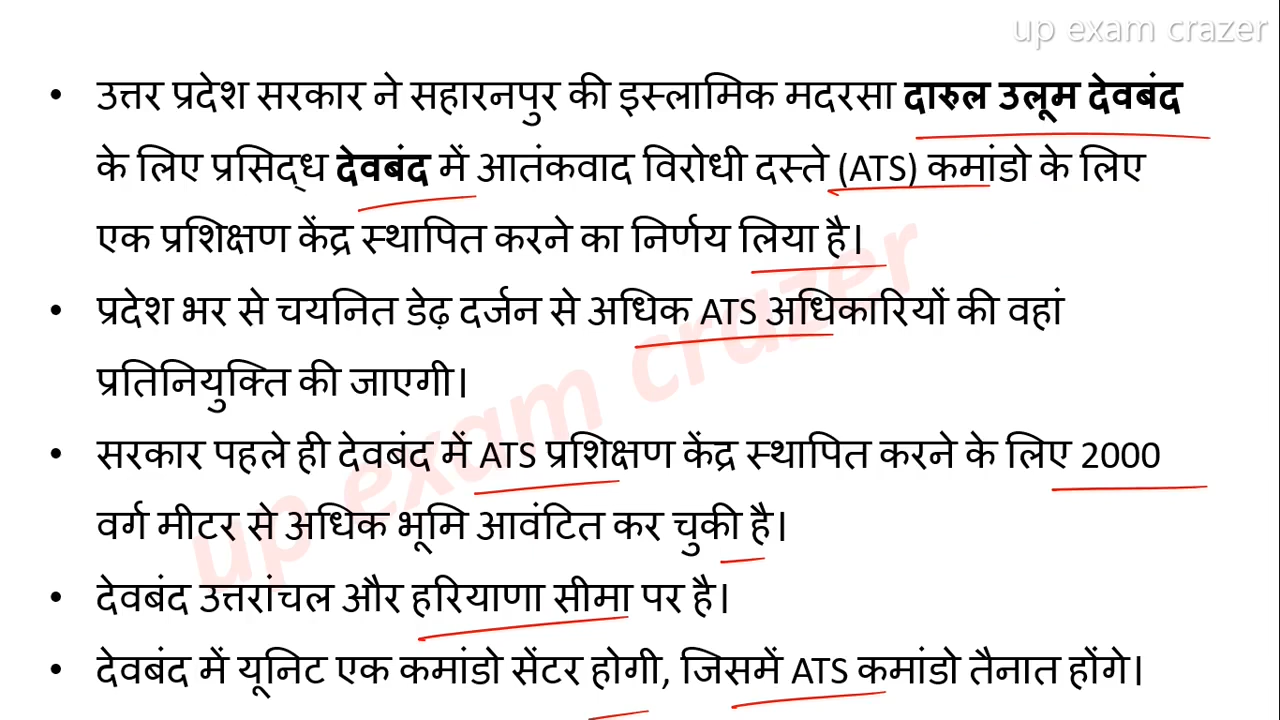 up exam crazer
• उत्तर प्रदेश सरकार ने सहारनपुर की इस्लामिक मदरसा दारुल उलूम देवबंद
के लिए प्रसिद्ध देवबंद में आतंकवाद विरोधी दस्ते (ATS) कमांडो के लिए
एक प्रशिक्षण केंद्र स्थापित करने का निर्णय लिया है।
• प्रदेश भर से चयनित डेढ़ दर्जन से अधिक ATS अधिकारियों की वहां
प्रतिनियुक्ति की जाएगी।
• सरकार पहले ही देवबंद में ATS प्रशिक्षण केंद्र स्थापित करने के लिए 2000
वर्ग मीटर से अधिक भूमि आवंटित कर चुकी है।
• देवबंद उत्तरांचल और हरियाणा सीमा पर है।
• देवबंद में यूनिट एक कमांडो सेंटर होगी, जिसमें ATS कमांडो तैनात होंगे।
up exam cruzer